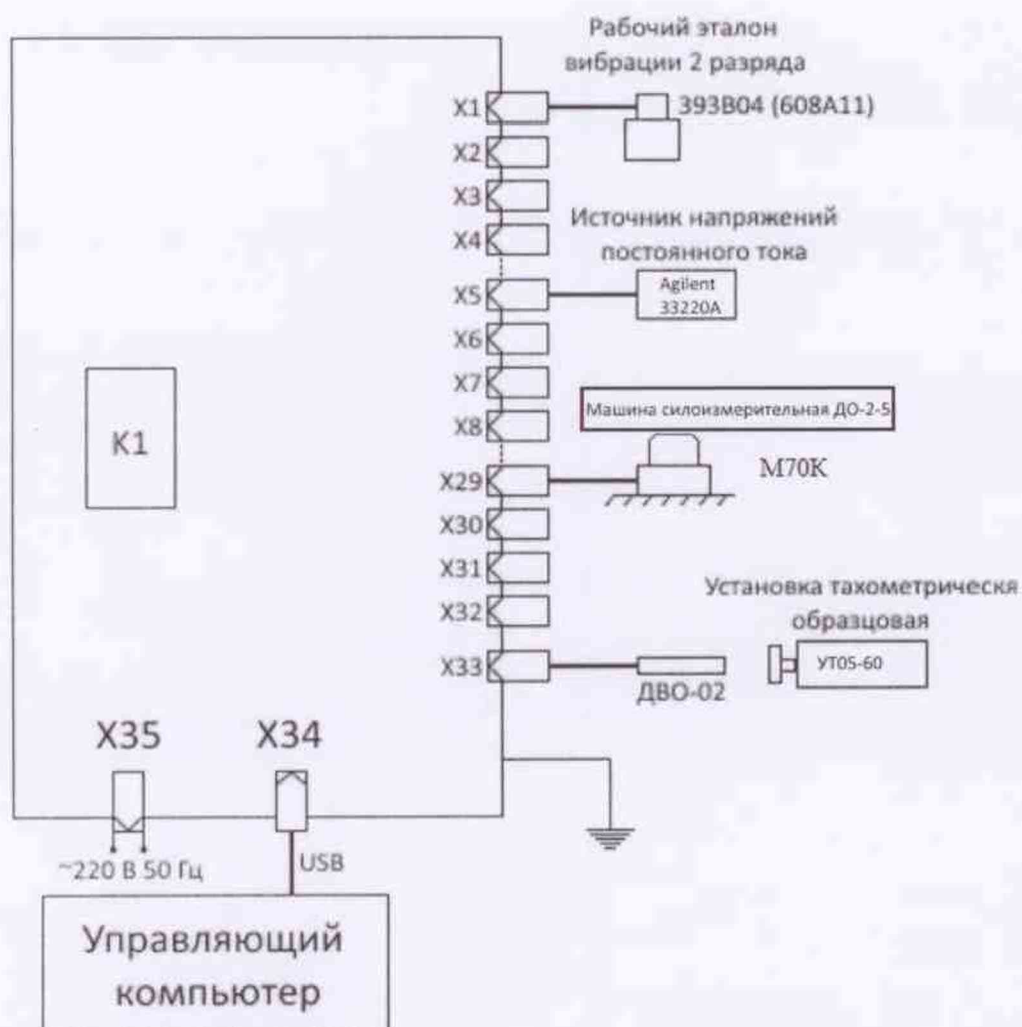 Рабочий эталон
вибрации 2 разряда
X1
393B04 (608A11)
X2
X3
X4
Источник напряжений
постоянного тока
X5
Agilent
33220A
X6
X7
X8
Машина силоизмерительная ДО-2-5
K1
X29
M70K
X30
X31
X32
Установка тахометрическя
образцовая
X33
ДВО-02
УТ05-60
X35
X34
~220 В 50 Гц
USB
Управляющий
компьютер